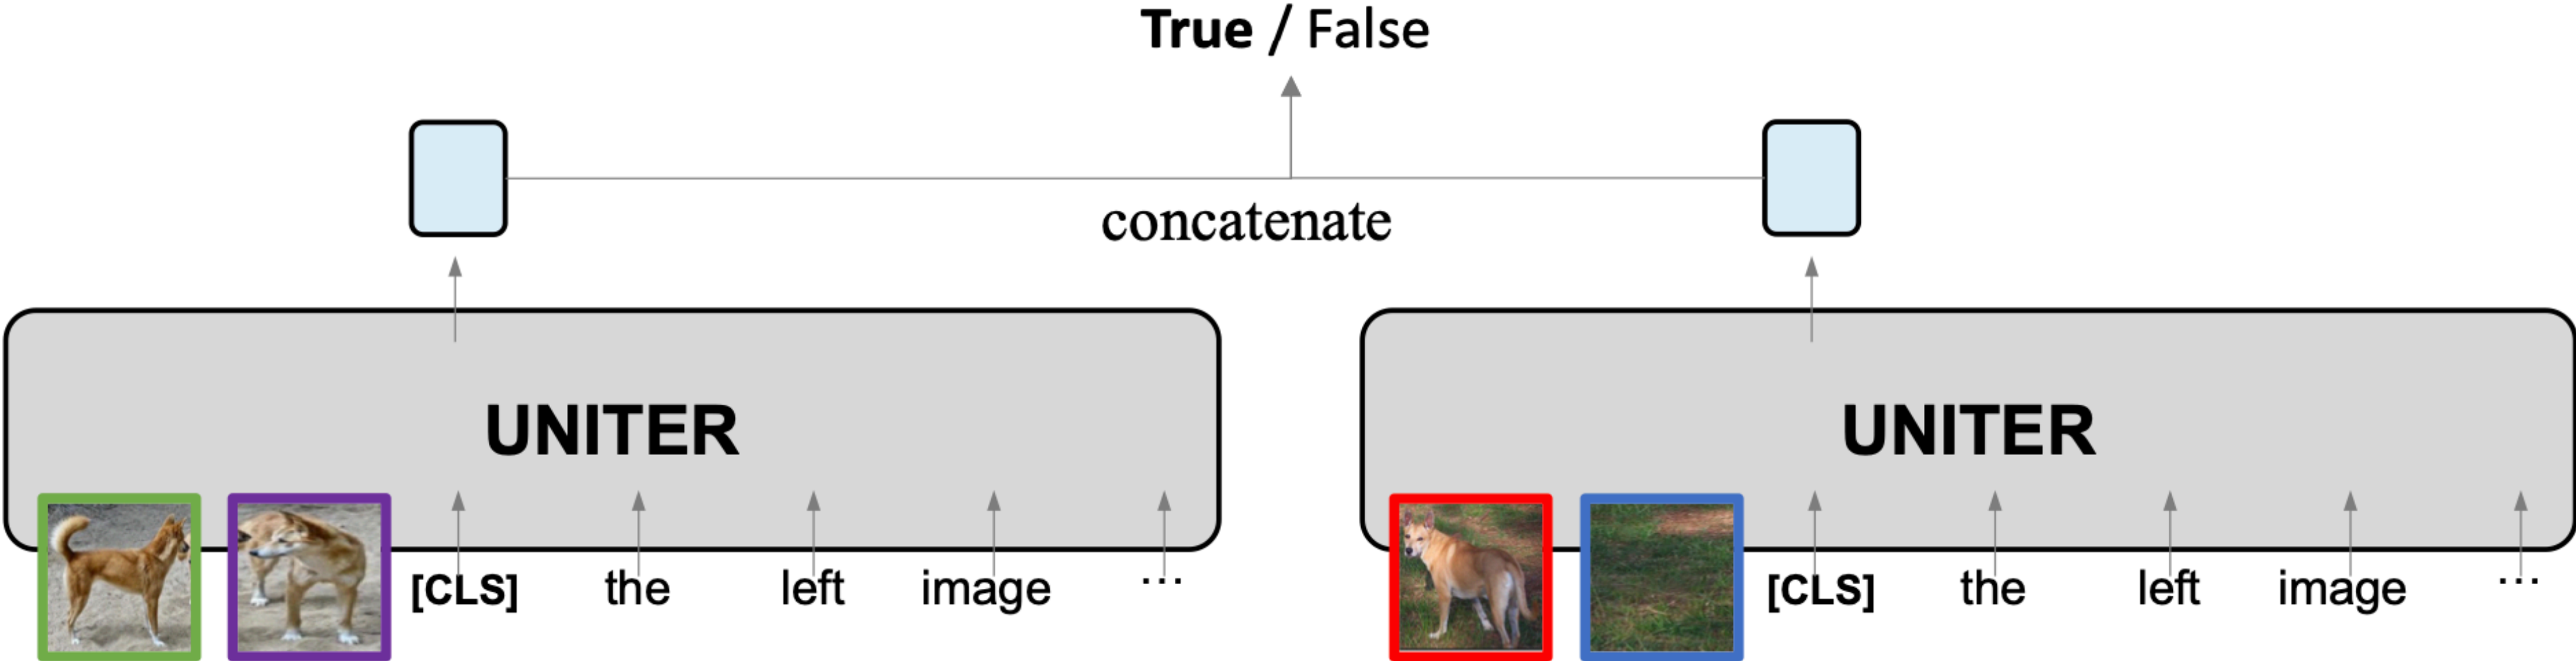 True / False
concatenate
UNITER UNITER
[CLS] the left image ... [CLS] the left image ...